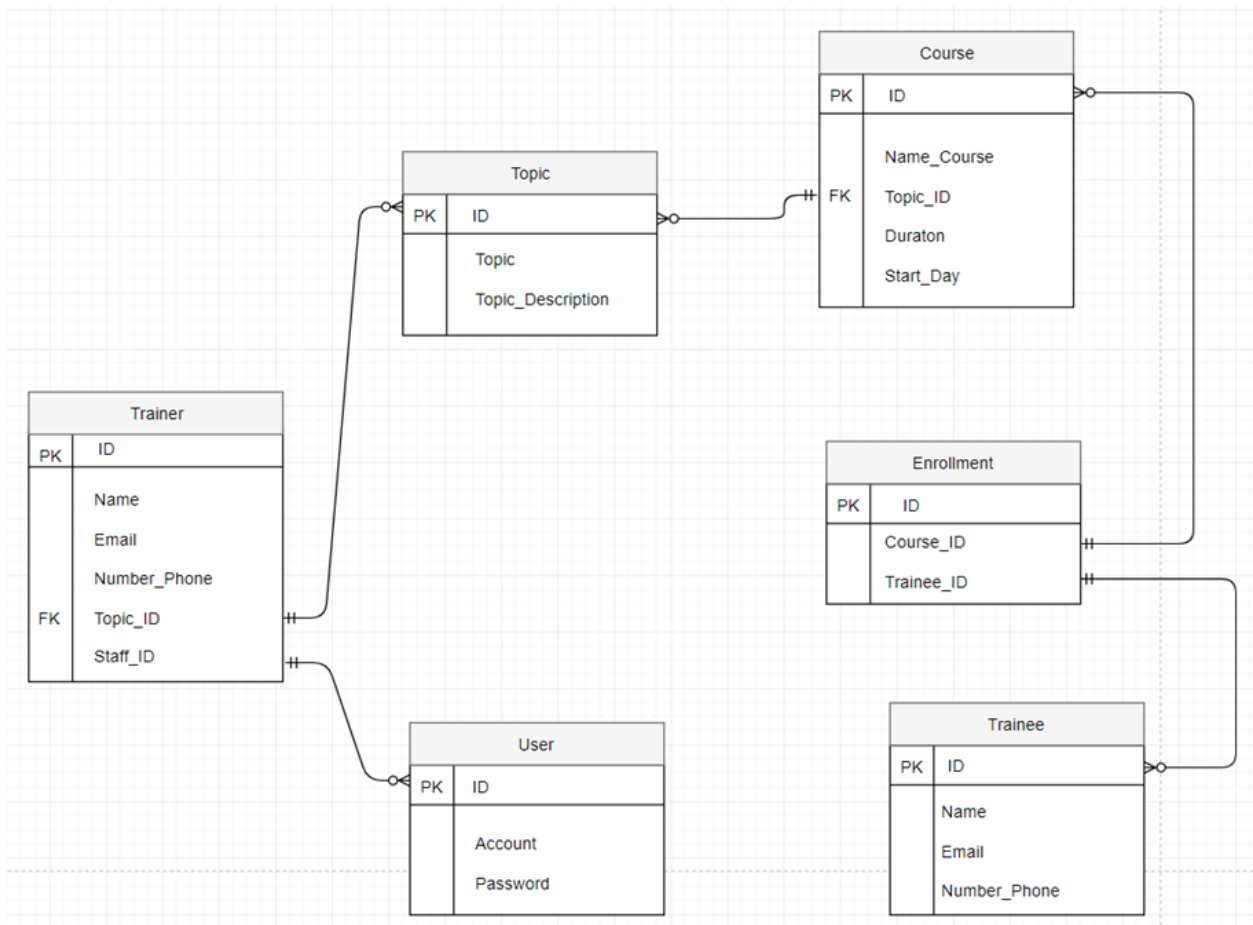 Course
PK ID
Name_Course
FK Topic_ID
Duraton
Start_Day
Topic
PK ID
Topic
Topic_Description
Trainer
PK ID
Name
Email
Number_Phone
FK Topic_ID
Staff_ID
Enrollment
PK ID
Course_ID
Trainee_ID
User
PK ID
Account
Password
Trainee
PK ID
Name
Email
Number_Phone